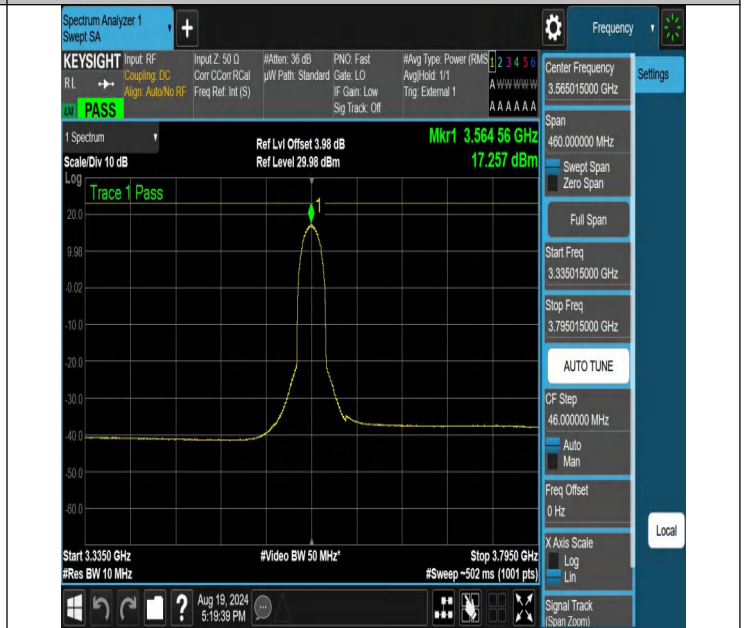 Spectrum Analyzer 1
Swept SA
+
Frequency
KEYSIGHT
RL
PASS
Input: RF
Coupling: DC
Align: Auto/No RF
Input Z: 50 Ω
Corr CCorr RCal
Freq Ref: Int (S)
#Atten: 36 dB
µW Path: Standard
PNO: Fast
Gate: LO
IF Gain: Low
Sig Track: Off
#Avg Type: Power (RMS
Avg|Hold: 1/1
Trig: External 1
1 2 3 4 5 6
A W W W W W
A A A A A A
1 Spectrum
Scale/Div 10 dB
Ref Lvl Offset 3.98 dB
Ref Level 29.98 dBm
Mkr1 3.564 56 GHz
17.257 dBm
Log
Trace 1 Pass
1
20.0
9.98
-0.02
-10.0
-20.0
-30.0
-40.0
-50.0
-60.0
Start 3.3350 GHz
#Res BW 10 MHz
#Video BW 50 MHz*
Stop 3.7950 GHz
#Sweep ~502 ms (1001 pts)
Center Frequency
3.565015000 GHz
Settings
Span
460.000000 MHz
Swept Span
Zero Span
Full Span
Start Freq
3.335015000 GHz
Stop Freq
3.795015000 GHz
AUTO TUNE
CF Step
46.000000 MHz
Auto
Man
Freq Offset
0 Hz
X Axis Scale
Log
Lin
Local
Signal Track
(Span Zoom)
?
Aug 19, 2024
5:19:39 PM